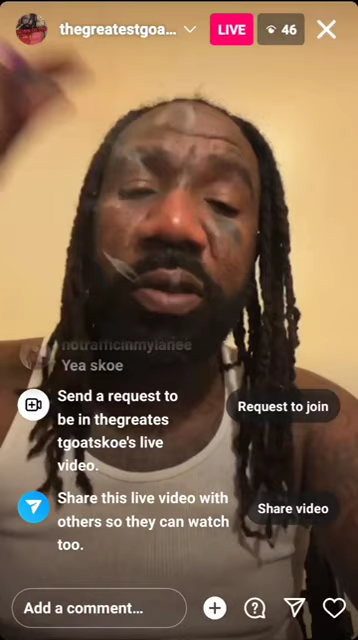 thegreatestgoa...
LIVE
46
notrafficinmylanee
Yea skoe
Send a request to
be in thegreates
tgoatskoe's live
video.
Request to join
Share this live video with
others so they can watch
too.
Share video
Add a comment...